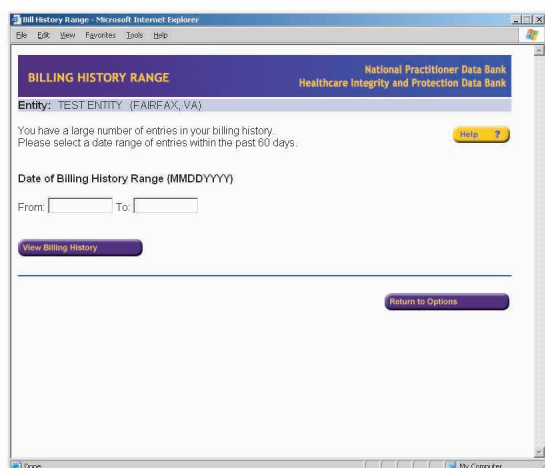 Bill History Range - Microsoft Internet Explorer
File Edit View Favorites Tools Help
BILLING HISTORY RANGE
National Practitioner Data Bank
Healthcare Integrity and Protection Data Bank
Entity: TEST ENTITY (FAIRFAX, VA)
You have a large number of entries in your billing history.
Please select a date range of entries within the past 60 days.
Help ?
Date of Billing History Range (MMDDYYYY)
From: To:
View Billing History
Return to Options
Done My Computer